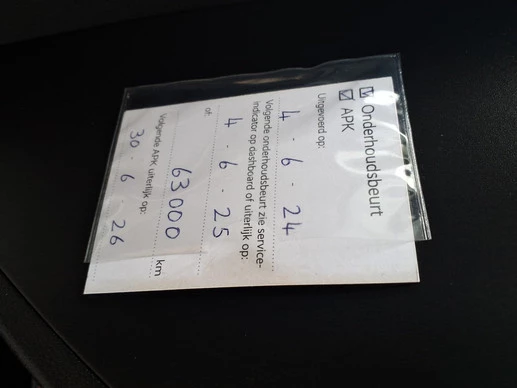 Onderhoudsbeurt
APK
Uitgevoerd op:
4 - 6 - 24
Volgende onderhoudsbeurt zie service-
indicator op dashboard of uiterlijk op:
4 - 6 - 25
of:
63000 km
Volgende APK uiterlijk op:
30 - 6 26